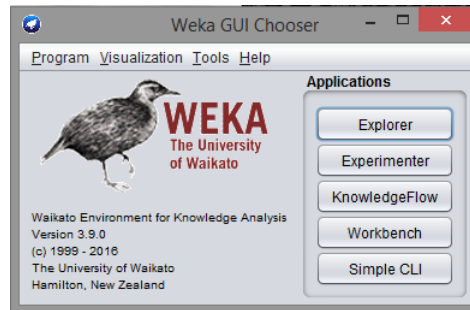 Weka GUI Chooser
Program Visualization Tools Help
WEKA
The University
of Waikato
Waikato Environment for Knowledge Analysis
Version 3.9.0
(c) 1999 - 2016
The University of Waikato
Hamilton, New Zealand
Applications
Explorer
Experimenter
KnowledgeFlow
Workbench
Simple CLI